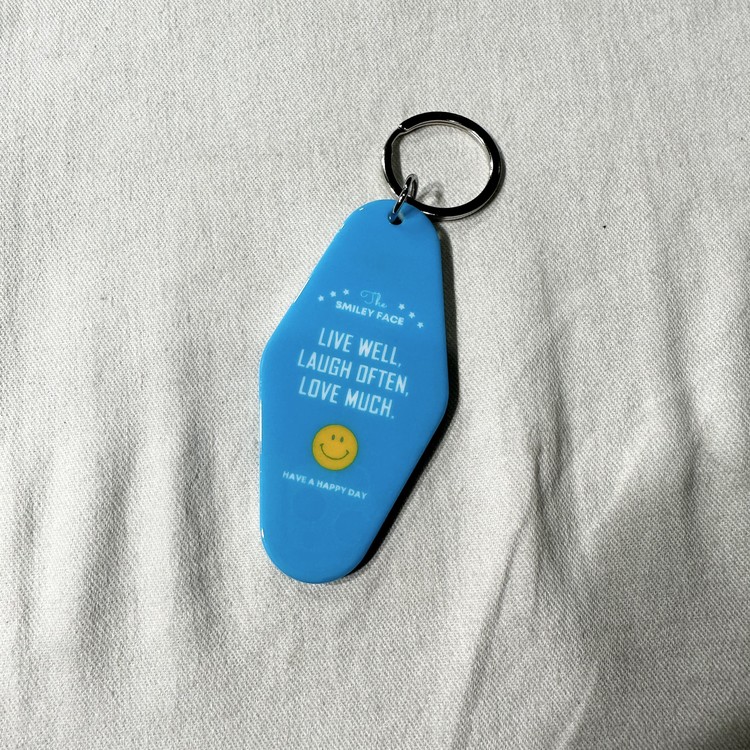 The
SMILEY FACE
LIVE WELL,
LAUGH OFTEN,
LOVE MUCH.
HAVE A HAPPY DAY